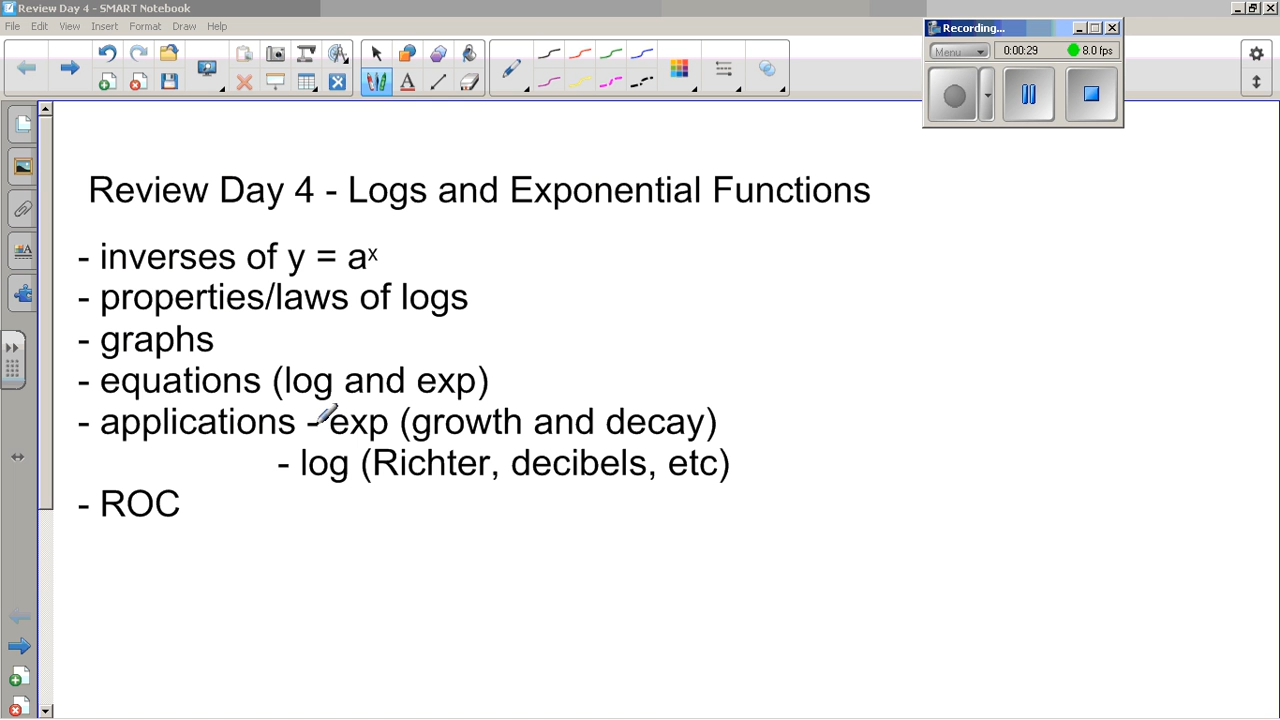 Review Day 4 - SMART Notebook
File Edit View Insert Format Draw Help
Recording...
Menu 0:00:29 8.0 fps
Review Day 4 - Logs and Exponential Functions
- inverses of y = aˣ
- properties/laws of logs
- graphs
- equations (log and exp)
- applications - exp (growth and decay)
- log (Richter, decibels, etc)
- ROC